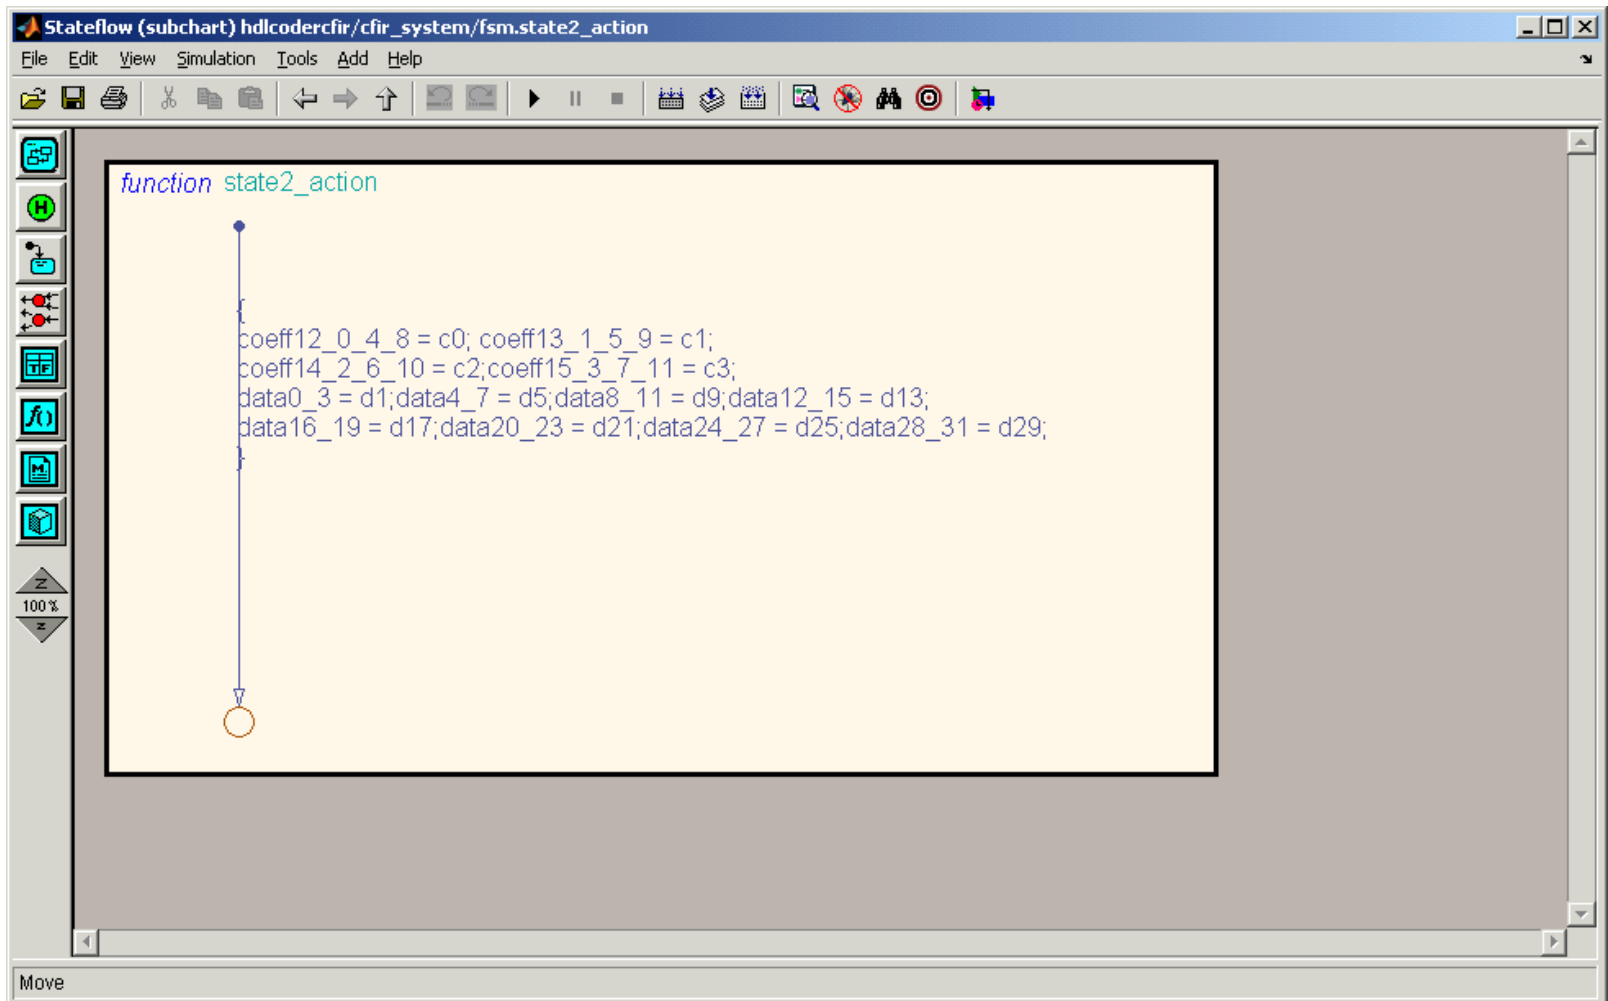 Stateflow (subchart) hdlcodercfir/cfir_system/fsm.state2_action
File Edit View Simulation Tools Add Help
function state2_action
{
coeff12_0_4_8 = c0; coeff13_1_5_9 = c1;
coeff14_2_6_10 = c2;coeff15_3_7_11 = c3;
data0_3 = d1;data4_7 = d5;data8_11 = d9;data12_15 = d13;
data16_19 = d17;data20_23 = d21;data24_27 = d25;data28_31 = d29;
}
H
TF
f()
M
Z
100%
z
Move